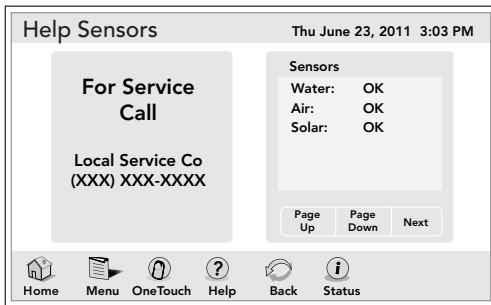 Help Sensors
Thu June 23, 2011 3:03 PM
For Service
Call
Local Service Co
(XXX) XXX-XXXX
Sensors
Water: OK
Air: OK
Solar: OK
Page Up
Page Down
Next
Home
Menu
OneTouch
Help
Back
Status